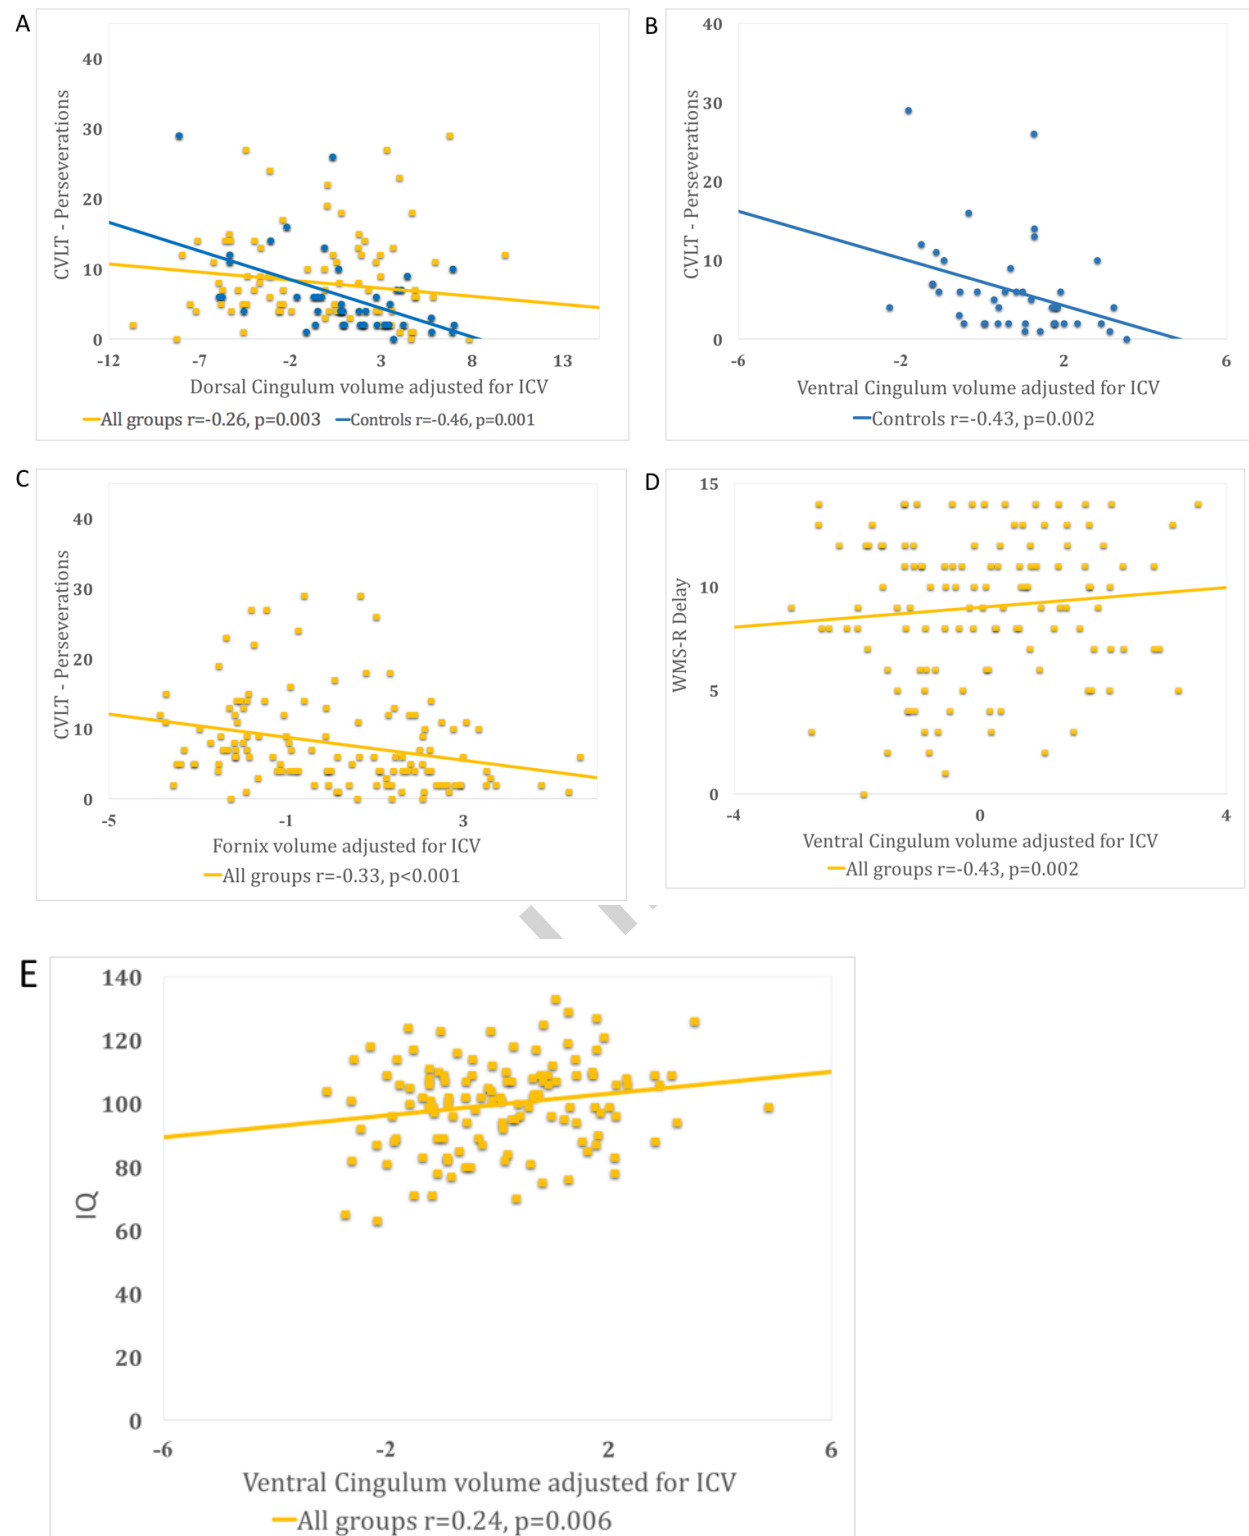 A
CVLT - Perseverations
40
30
20
10
0
-12 -7 -2 3 8 13
Dorsal Cingulum volume adjusted for ICV
All groups r=-0.26, p=0.003 Controls r=-0.46, p=0.001
B
CVLT - Perseverations
40
30
20
10
0
-6 -2 2 6
Ventral Cingulum volume adjusted for ICV
Controls r=-0.43, p=0.002
C
CVLT - Perseverations
40
30
20
10
0
-5 -1 3
Fornix volume adjusted for ICV
All groups r=-0.33, p<0.001
D
WMS-R Delay
15
10
5
0
-4 0 4
Ventral Cingulum volume adjusted for ICV
All groups r=-0.43, p=0.002
E
IQ
140
120
100
80
60
40
20
0
-6 -2 2 6
Ventral Cingulum volume adjusted for ICV
All groups r=0.24, p=0.006